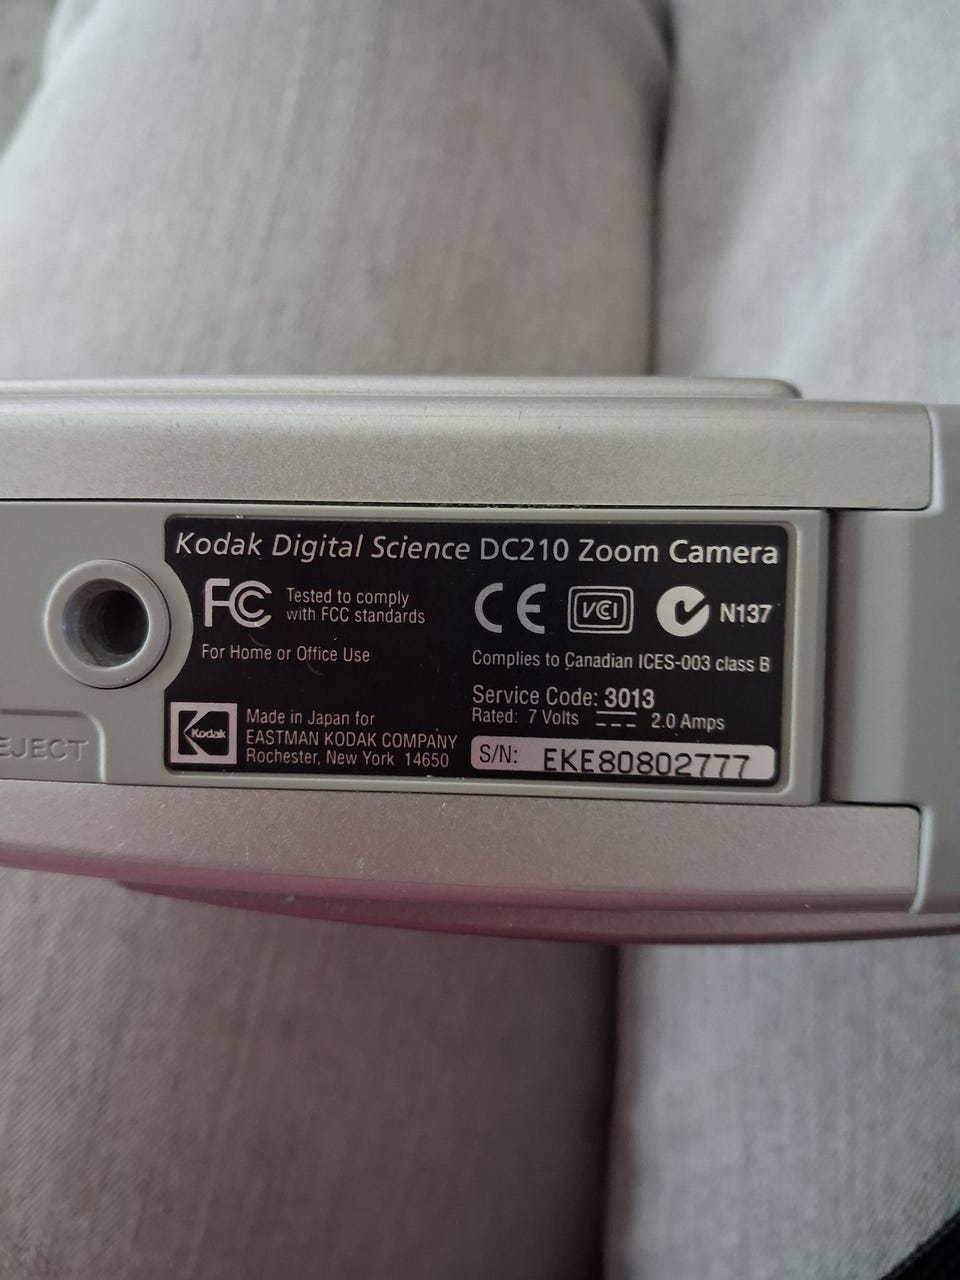 Kodak Digital Science DC210 Zoom Camera
FC Tested to comply
with FCC standards
For Home or Office Use
CE VCI N137
Complies to Canadian ICES-003 class B
Service Code: 3013
Rated: 7 Volts 2.0 Amps
Kodak
Made in Japan for
EASTMAN KODAK COMPANY
Rochester, New York 14650
S/N: EKE80802777
EJECT